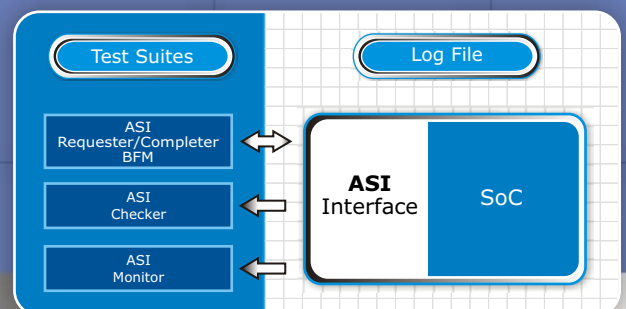 Test Suites
Log File
ASI
Requester/Completer
BFM
ASI
Checker
ASI
Monitor
ASI
Interface
SoC